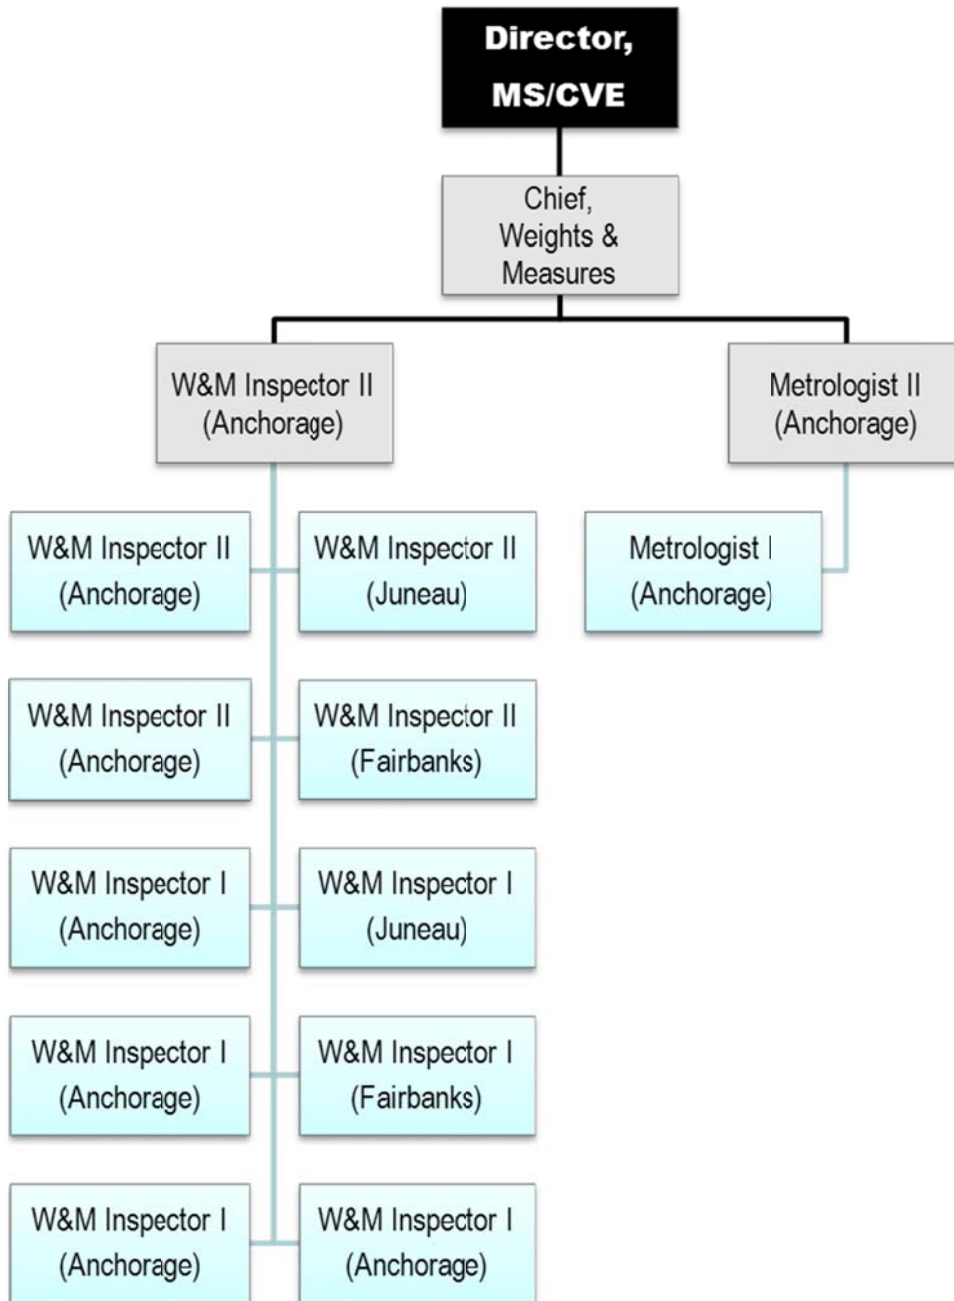 Director,
MS/CVE
Chief,
Weights &
Measures
W&M Inspector II
(Anchorage)
Metrologist II
(Anchorage)
W&M Inspector II
(Anchorage)
W&M Inspector II
(Juneau)
Metrologist I
(Anchorage)
W&M Inspector II
(Anchorage)
W&M Inspector II
(Fairbanks)
W&M Inspector I
(Anchorage)
W&M Inspector I
(Juneau)
W&M Inspector I
(Anchorage)
W&M Inspector I
(Fairbanks)
W&M Inspector I
(Anchorage)
W&M Inspector I
(Anchorage)